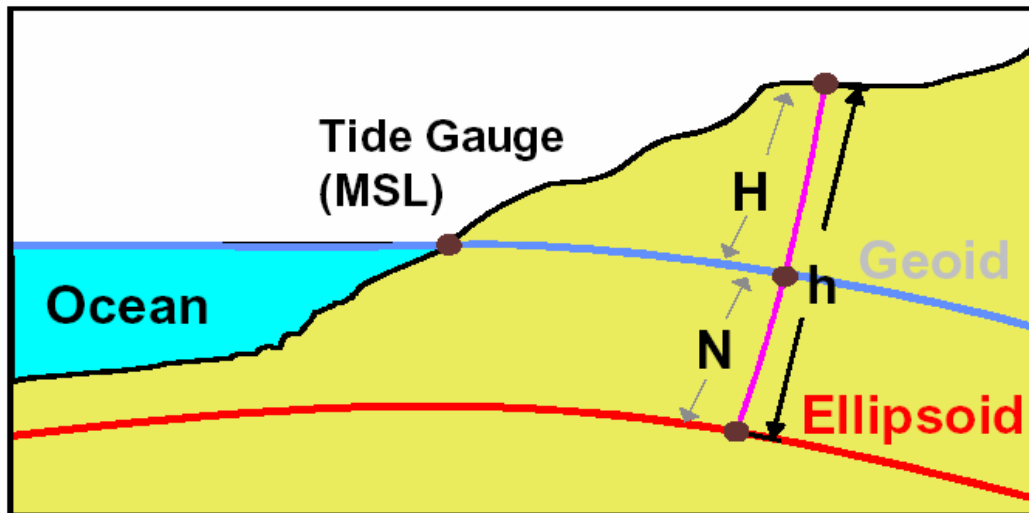 Tide Gauge
(MSL)
H
Geoid
h
Ocean
N
Ellipsoid